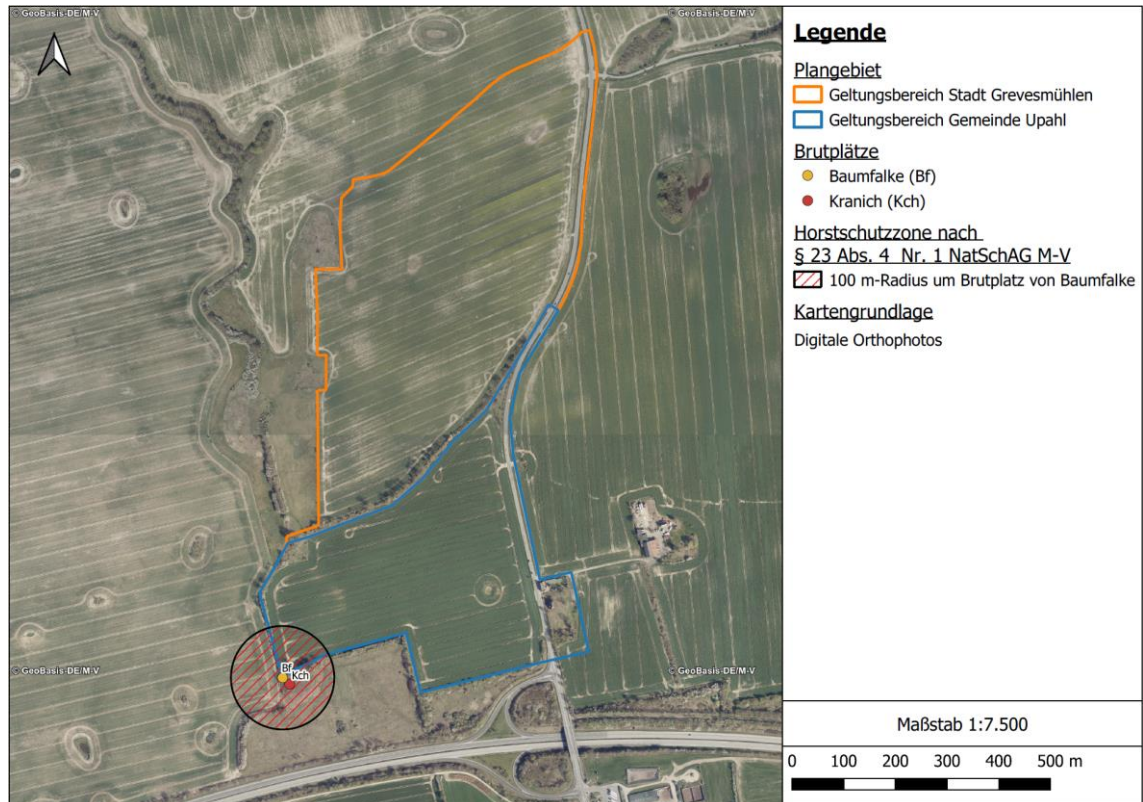 © GeoBasis-DE/M-V
© GeoBasis-DE/M-V
Bf
Kch
© GeoBasis-DE/M-V
© GeoBasis-DE/M-V
Legende
Plangebiet
Geltungsbereich Stadt Grevesmühlen
Geltungsbereich Gemeinde Upahl
Brutplätze
Baumfalke (Bf)
Kranich (Kch)
Horstschutzzone nach
§ 23 Abs. 4 Nr. 1 NatSchAG M-V
100 m-Radius um Brutplatz von Baumfalke
Kartengrundlage
Digitale Orthophotos
Maßstab 1:7.500
0 100 200 300 400 500 m